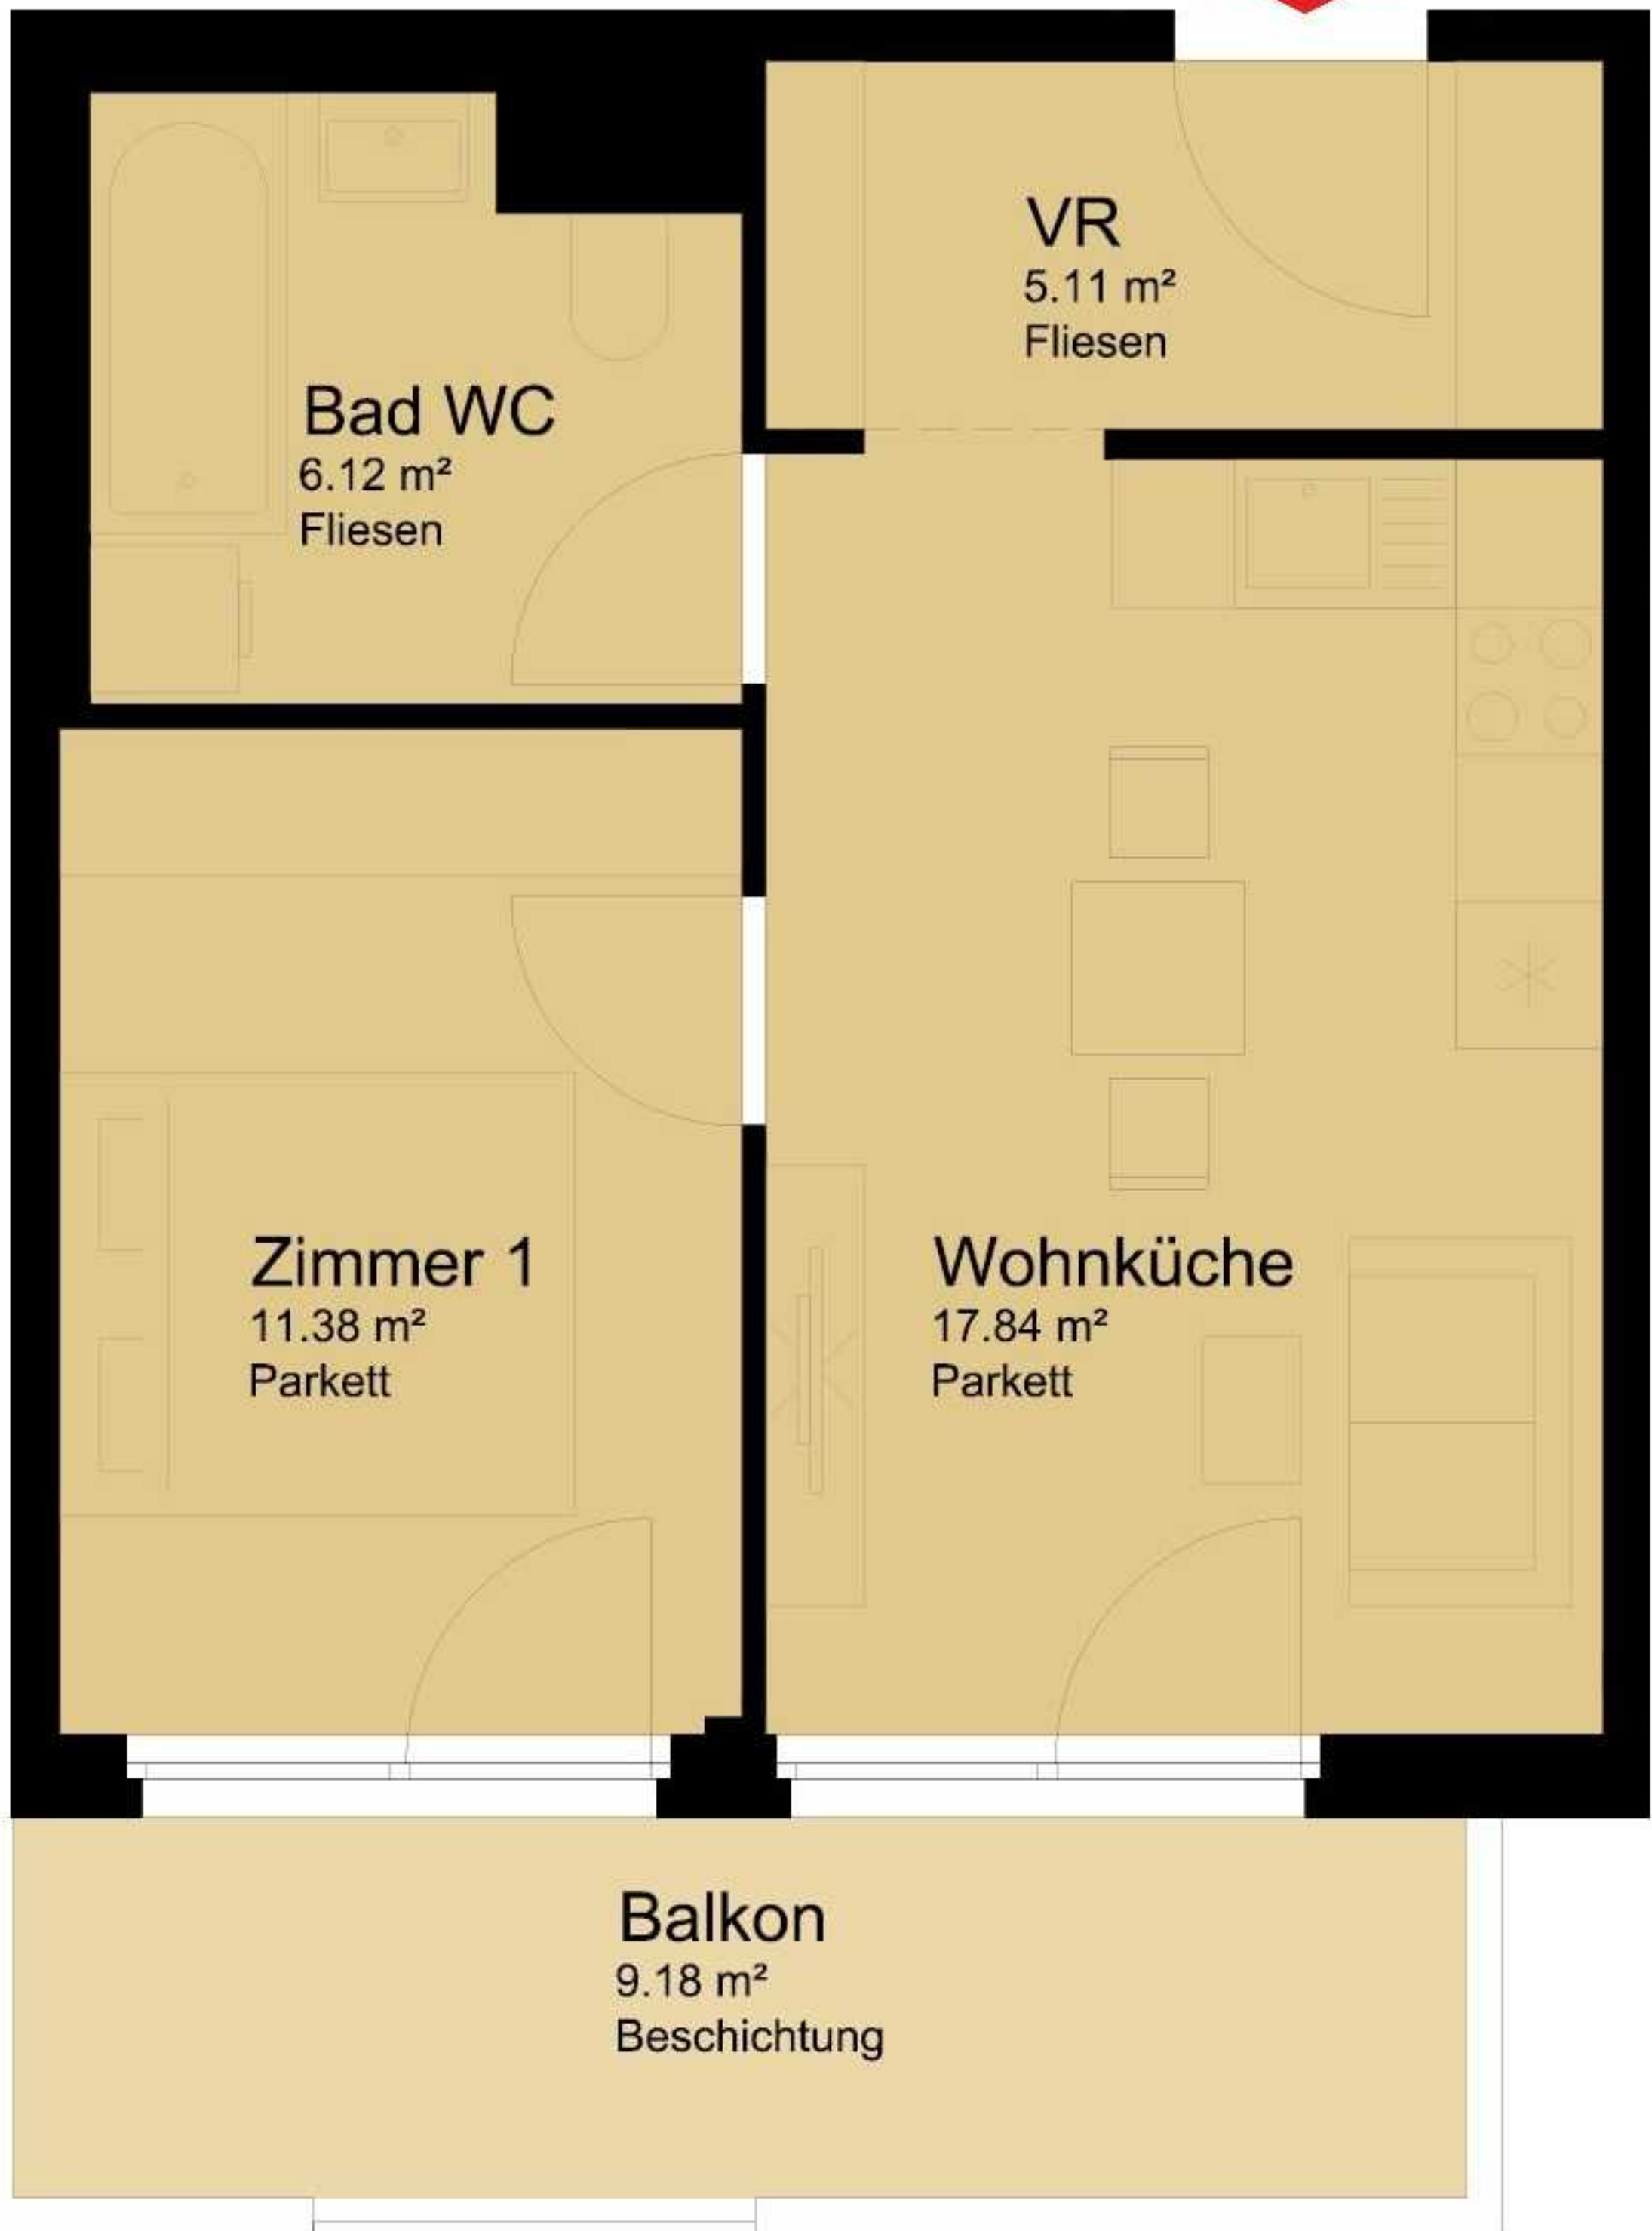 VR
5.11 m²
Fliesen
Bad WC
6.12 m²
Fliesen
Zimmer 1
11.38 m²
Parkett
Wohnküche
17.84 m²
Parkett
Balkon
9.18 m²
Beschichtung